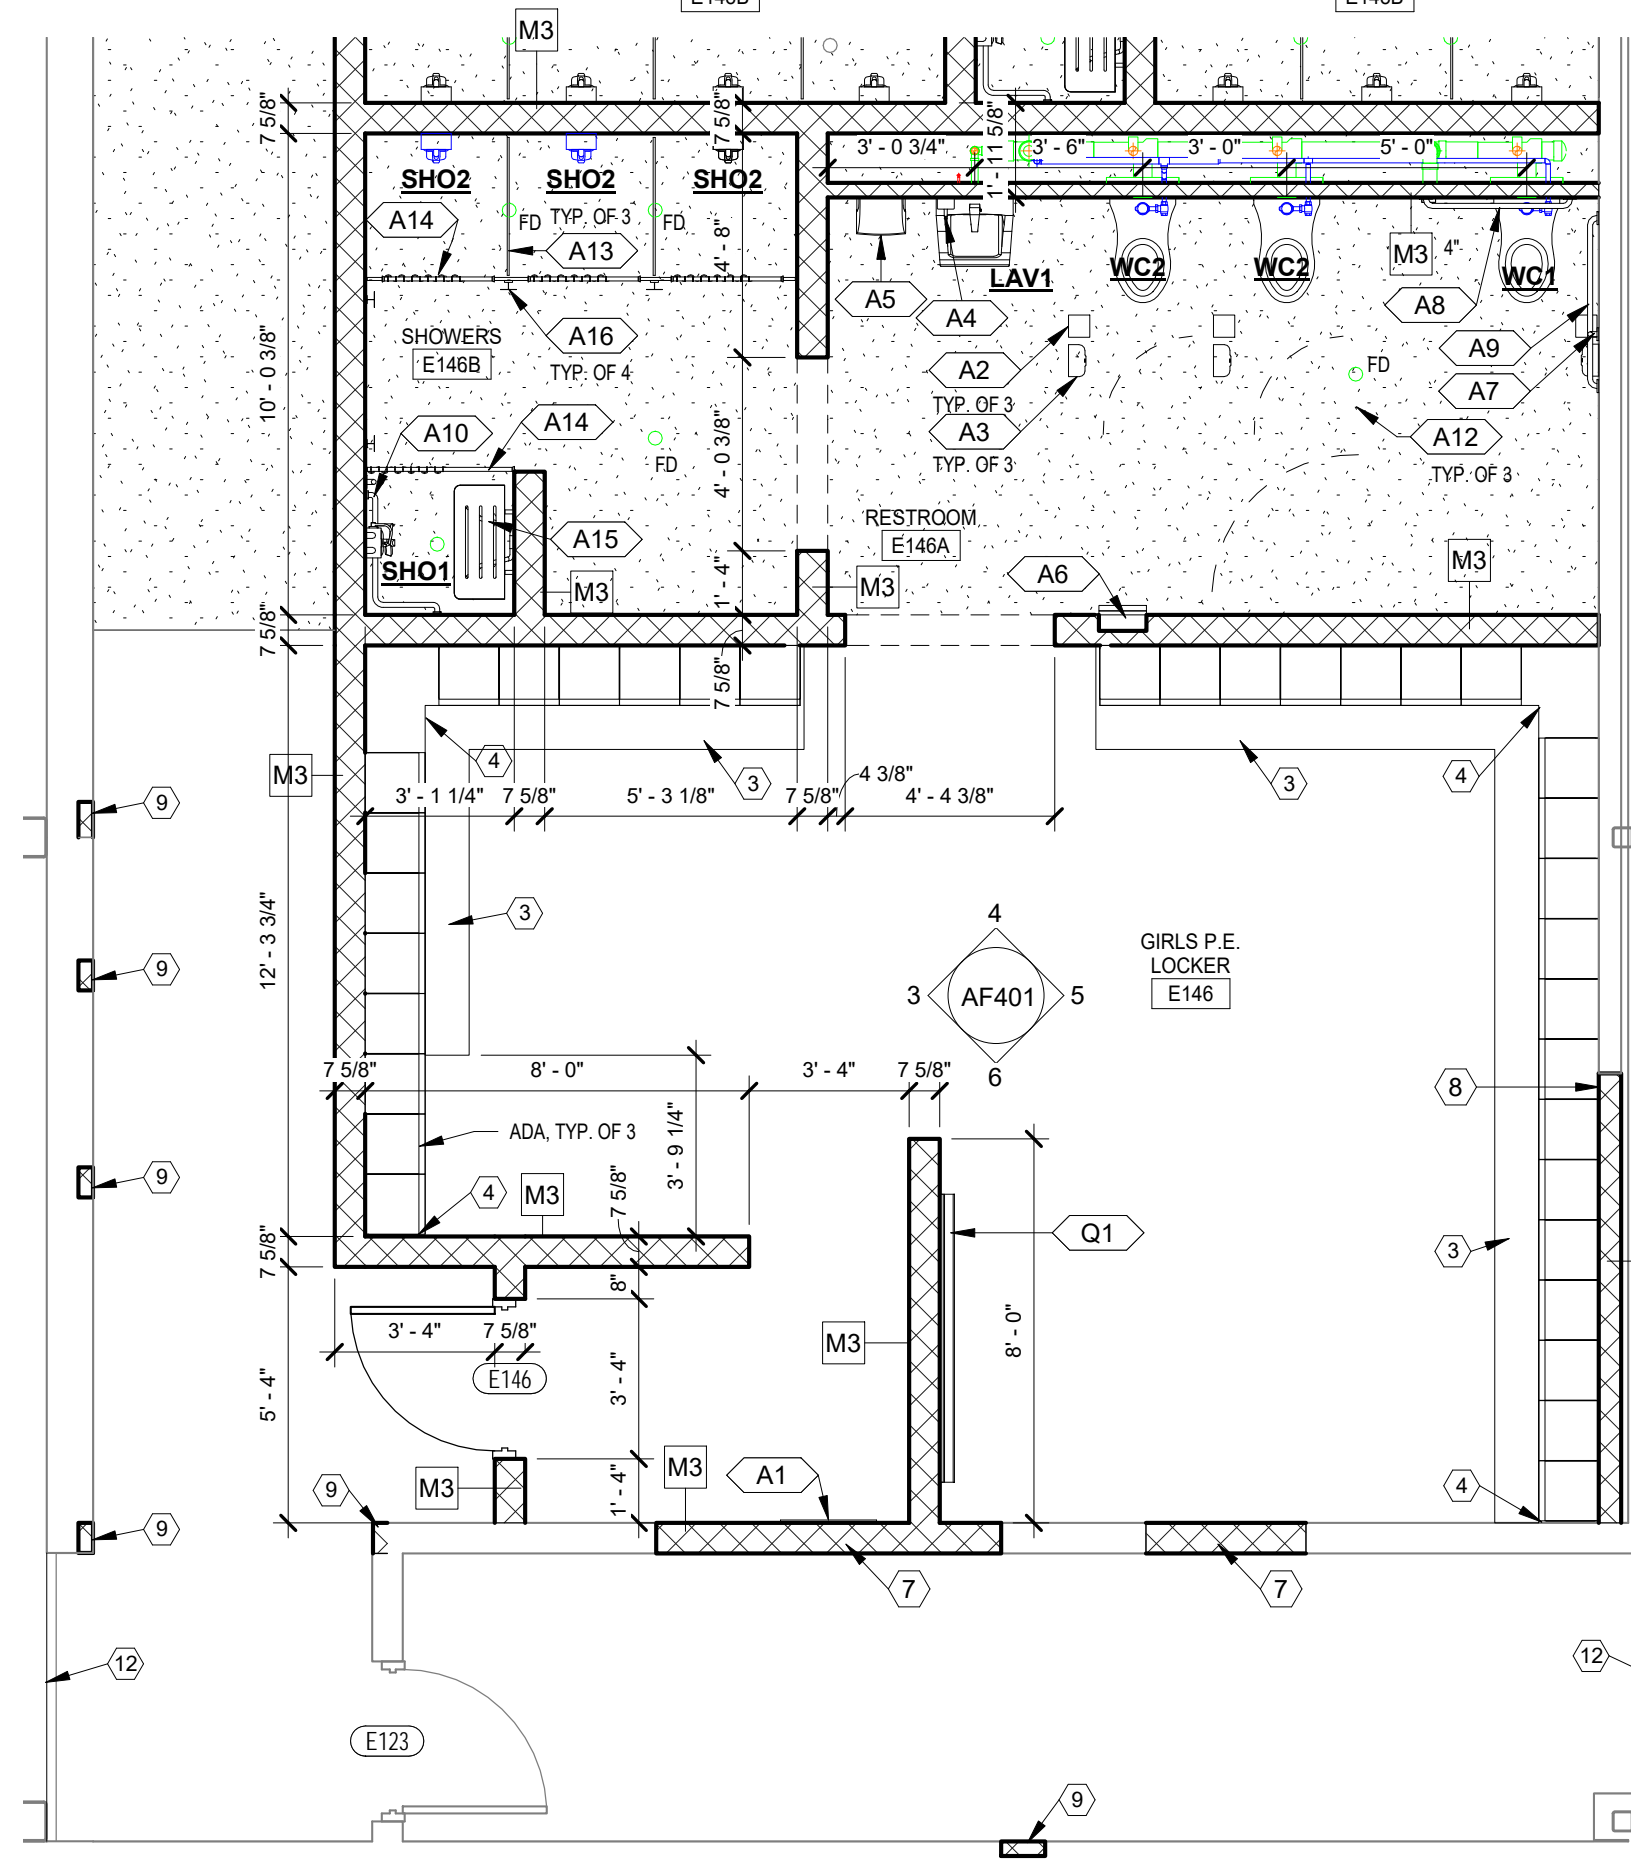 E146B
E146B
M3
7 5/8"
7 5/8"
1' - 11 5/8"
3' - 0 3/4"
3' - 6"
3' - 0"
5' - 0"
SHO2
SHO2
SHO2
A14
FD
TYP. OF 3
FD
A13
4' - 8"
M3
4"
LAV1
WC2
WC2
WC1
A5
A4
A8
SHOWERS
E146B
A16
TYP. OF 4
A2
TYP. OF 3
A9
FD
A7
10' - 0 3/8"
A10
A14
FD
4' - 0 3/8"
A3
TYP. OF 3
A12
TYP. OF 3
RESTROOM
E146A
A15
SHO1
M3
1' - 4"
M3
A6
M3
7 5/8"
7 5/8"
4
3
3
4
M3
9
3' - 1 1/4"
7 5/8"
5' - 3 1/8"
7 5/8"
4 3/8"
4' - 4 3/8"
3
4
GIRLS P.E.
LOCKER
E146
12' - 3 3/4"
9
3
AF401
5
6
7 5/8"
8' - 0"
3' - 4"
7 5/8"
8
ADA, TYP. OF 3
3' - 9 1/4"
9
4
M3
7 5/8"
Q1
3
7 5/8"
8"
3' - 4"
7 5/8"
M3
8' - 0"
E146
3' - 4"
5' - 4"
M3
M3
A1
1' - 4"
4
9
9
7
7
12
12
E123
9